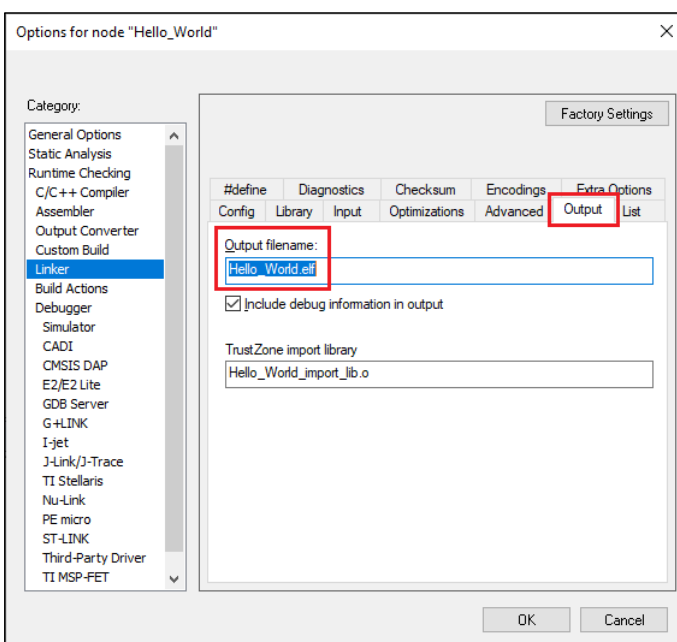 Options for node "Hello_World"
Category:
General Options
Static Analysis
Runtime Checking
C/C++ Compiler
Assembler
Output Converter
Custom Build
Linker
Build Actions
Debugger
Simulator
CADI
CMSIS DAP
E2/E2 Lite
GDB Server
G+LINK
I-jet
J-Link/J-Trace
TI Stellaris
Nu-Link
PE micro
ST-LINK
Third-Party Driver
TI MSP-FET
Factory Settings
#define Diagnostics Checksum Encodings Extra Options
Config Library Input Optimizations Advanced Output List
Output filename:
Hello_World.elf
Include debug information in output
TrustZone import library
Hello_World_import_lib.o
OK Cancel